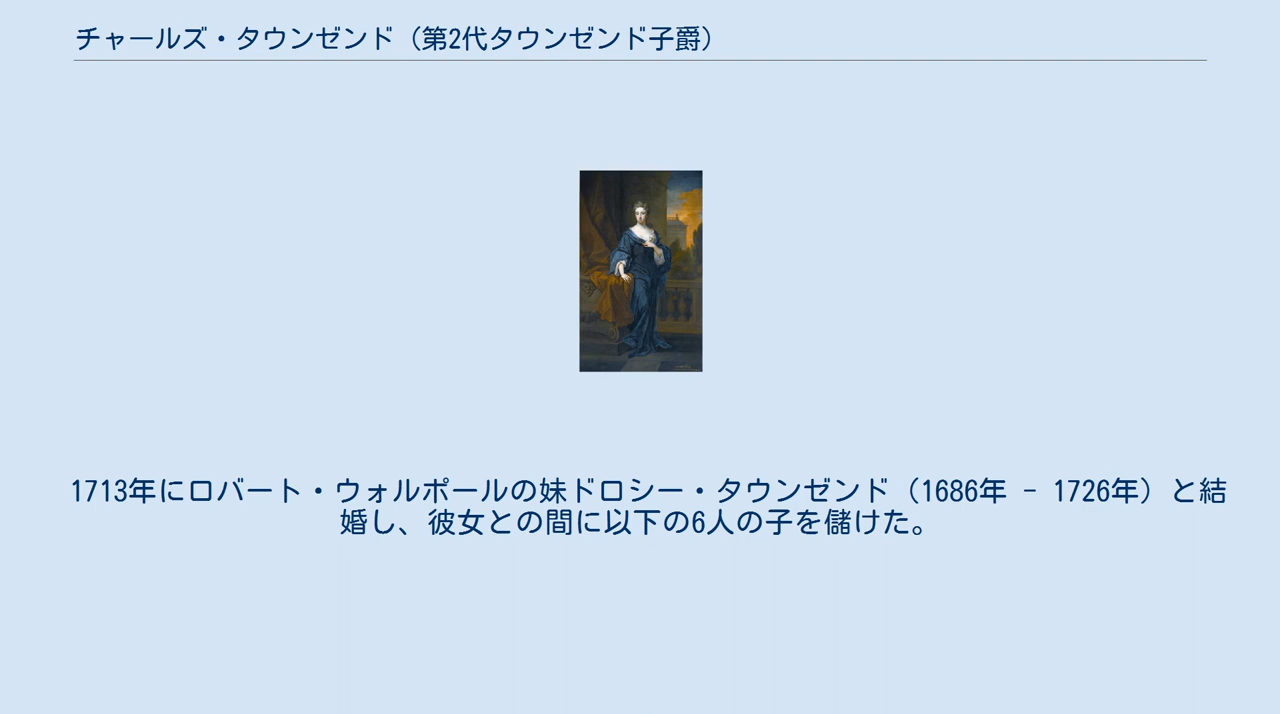 チャールズ・タウンゼンド（第2代タウンゼンド子爵）
1713年にロバート・ウォルポールの妹ドロシー・タウンゼンド（1686年 - 1726年）と結
婚し、彼女との間に以下の6人の子を儲けた。